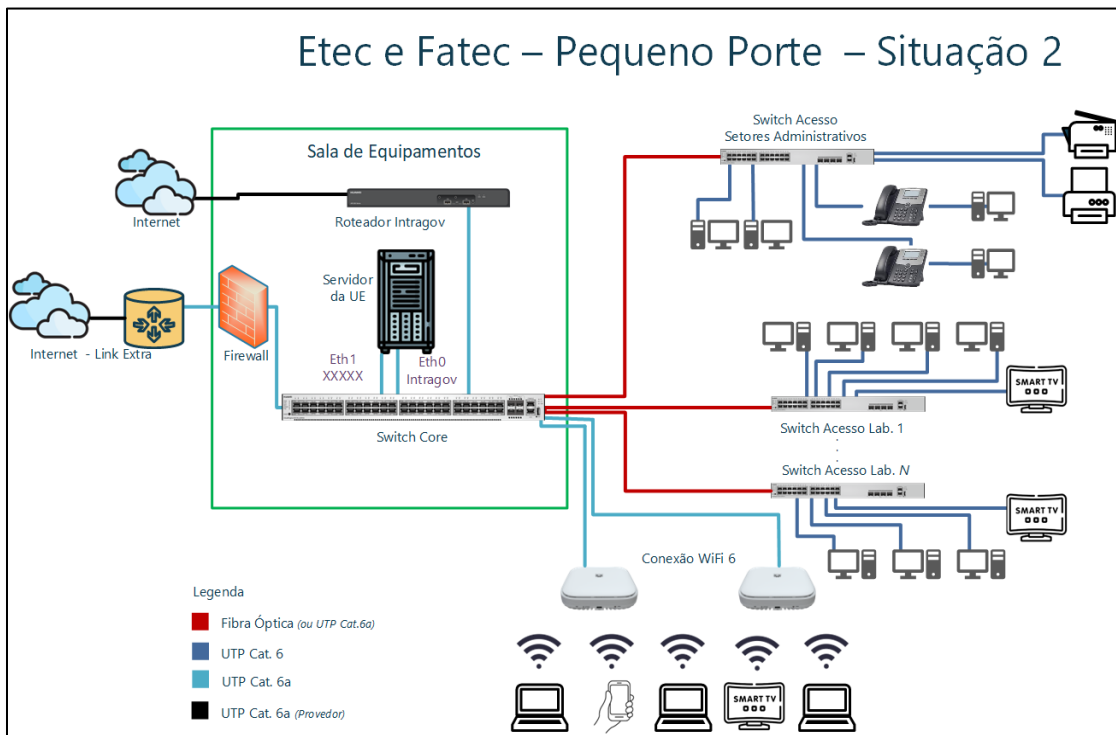 Etec e Fatec – Pequeno Porte – Situação 2
Sala de Equipamentos
Switch Acesso
Setores Administrativos
Internet
Roteador Intragov
Servidor
da UE
Internet - Link Extra
Firewall
Eth1
XXXXX
Eth0
Intragov
Switch Core
SMART TV
Switch Acesso Lab. 1
Switch Acesso Lab. N
SMART TV
Conexão WiFi 6
Legenda
Fibra Óptica (ou UTP Cat.6a)
UTP Cat. 6
UTP Cat. 6a
UTP Cat. 6a (Provedor)
SMART TV